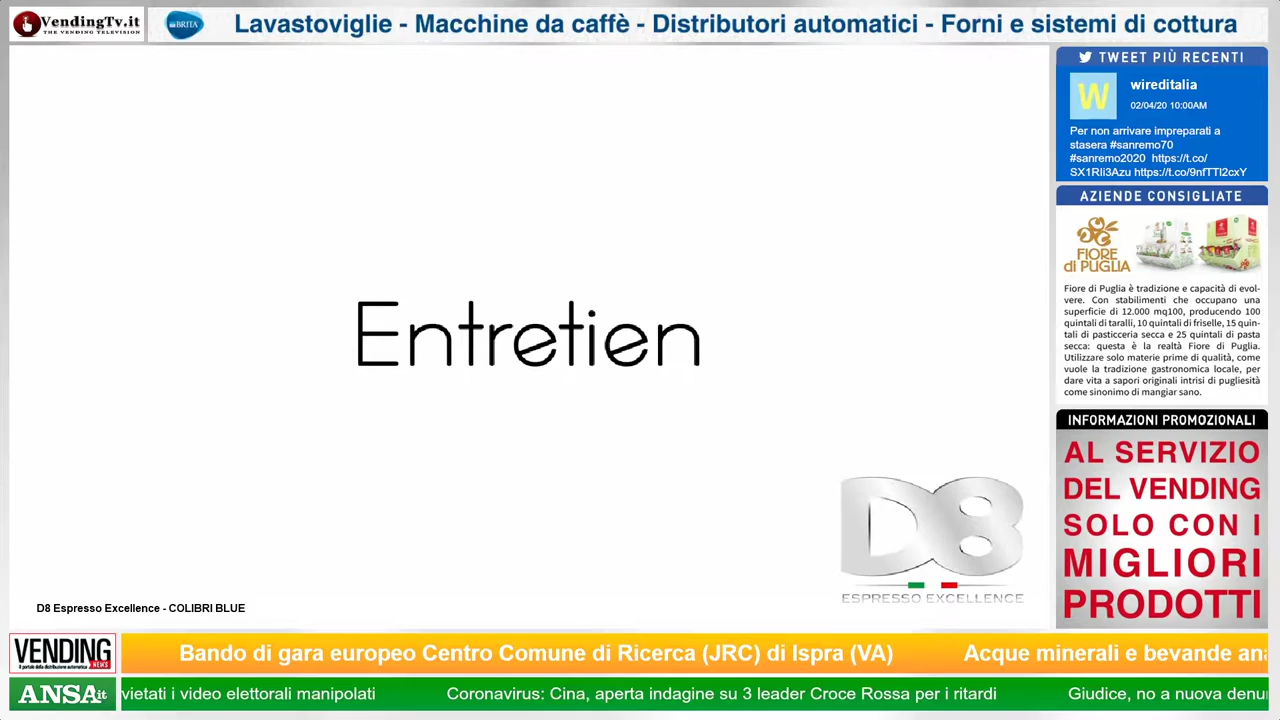 VendingTv.it
THE VENDING TELEVISION
BRITA
Lavastoviglie - Macchine da caffè - Distributori automatici - Forni e sistemi di cottura
Entretien
D8
ESPRESSO EXCELLENCE
D8 Espresso Excellence - COLIBRI BLUE
TWEET PIÙ RECENTI
W
wireditalia
02/04/20 10:00AM
Per non arrivare impreparati a
stasera #sanremo70
#sanremo2020 https://t.co/
SX1RIi3Azu https://t.co/9nfTTI2cxY
AZIENDE CONSIGLIATE
FIORE
di PUGLIA
Fiore di Puglia è tradizione e capacità di evol-
vere. Con stabilimenti che occupano una
superficie di 12.000 mq100, producendo 100
quintali di taralli, 10 quintali di friselle, 15 quin-
tali di pasticceria secca e 25 quintali di pasta
secca: questa è la realtà Fiore di Puglia.
Utilizzare solo materie prime di qualità, come
vuole la tradizione gastronomica locale, per
dare vita a sapori originali intrisi di pugliesità
come sinonimo di mangiar sano.
INFORMAZIONI PROMOZIONALI
AL SERVIZIO
DEL VENDING
SOLO CON I
MIGLIORI
PRODOTTI
VENDING
Il portale della distribuzione automatica NEWS
Bando di gara europeo Centro Comune di Ricerca (JRC) di Ispra (VA) Acque minerali e bevande ana
ANSA.it
vietati i video elettorali manipolati Coronavirus: Cina, aperta indagine su 3 leader Croce Rossa per i ritardi Giudice, no a nuova denu